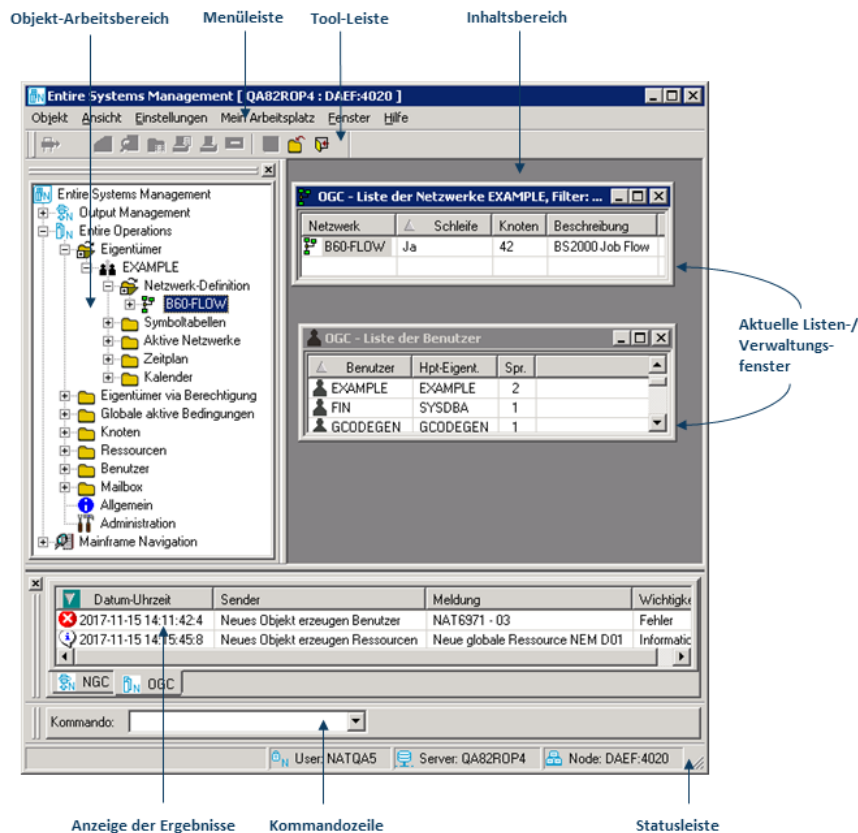 Objekt-Arbeitsbereich Menüleiste Tool-Leiste Inhaltsbereich
Entire Systems Management [ QA82ROP4 : DAEF:4020 ]
Objekt Ansicht Einstellungen Mein Arbeitsplatz Fenster Hilfe
Entire Systems Management
Output Management
Entire Operations
Eigentümer
EXAMPLE
Netzwerk-Definition
B60-FLOW
Symboltabellen
Aktive Netzwerke
Zeitplan
Kalender
Eigentümer via Berechtigung
Globale aktive Bedingungen
Knoten
Ressourcen
Benutzer
Mailbox
Allgemein
Administration
Mainframe Navigation
OGC - Liste der Netzwerke EXAMPLE, Filter: ...
Netzwerk Schleife Knoten Beschreibung
B60-FLOW Ja 42 BS2000 Job Flow
OGC - Liste der Benutzer
Benutzer Hpt-Eigent. Spr.
EXAMPLE EXAMPLE 2
FIN SYSDBA 1
GCODEGEN GCODEGEN 1
Aktuelle Listen-/
Verwaltungs-
fenster
Datum-Uhrzeit Sender Meldung Wichtigke
2017-11-15 14:11:42:4 Neues Objekt erzeugen Benutzer NAT6971 - 03 Fehler
2017-11-15 14:15:45:8 Neues Objekt erzeugen Ressourcen Neue globale Ressource NEM D01 Informatic
NGC OGC
Kommando:
User: NATQA5 Server: QA82ROP4 Node: DAEF:4020
Anzeige der Ergebnisse Kommandozeile Statusleiste